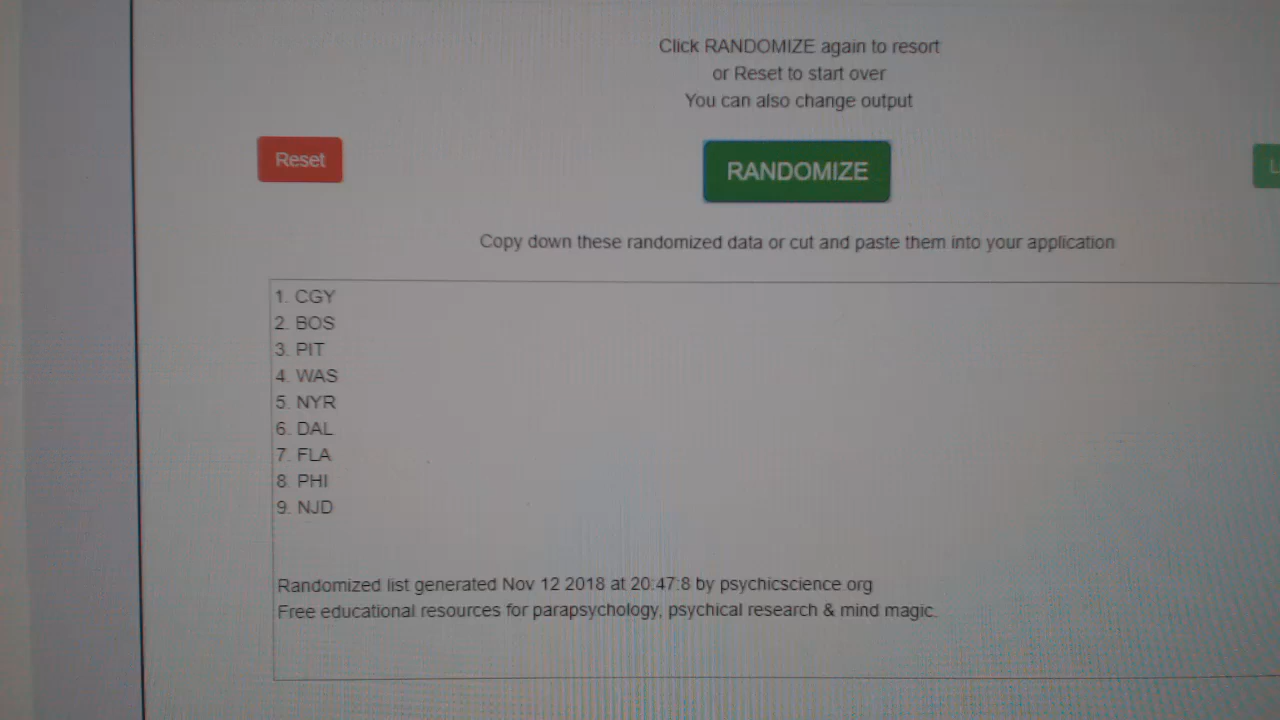 Click RANDOMIZE again to resort
or Reset to start over
You can also change output
Reset
RANDOMIZE
Copy down these randomized data or cut and paste them into your application
1. CGY
2. BOS
3. PIT
4. WAS
5. NYR
6. DAL
7. FLA
8. PHI
9. NJD
Randomized list generated Nov 12 2018 at 20:47:8 by psychicscience.org
Free educational resources for parapsychology, psychical research & mind magic.